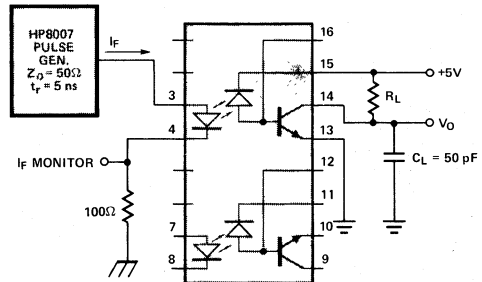 HP8007
PULSE
GEN.
Z₀ = 50Ω
tᵣ = 5 ns
I_F
3
4
7
8
16
15
14
13
12
11
10
9
+5V
R_L
V_O
C_L = 50 pF
I_F MONITOR
100Ω